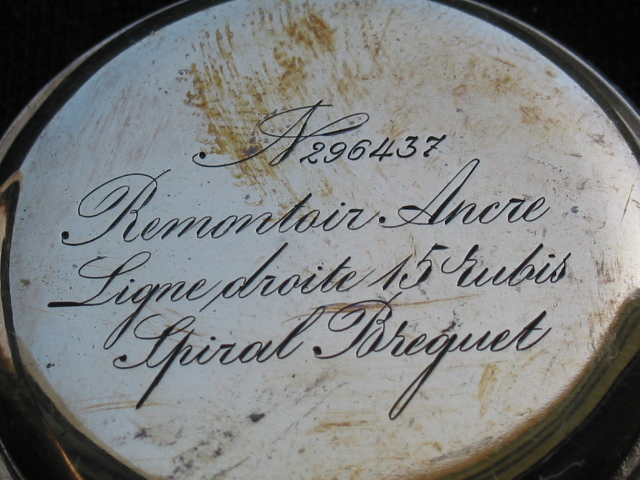 N 296437
Remontoir Ancre
Ligne droite 15 rubis
Spiral Breguet